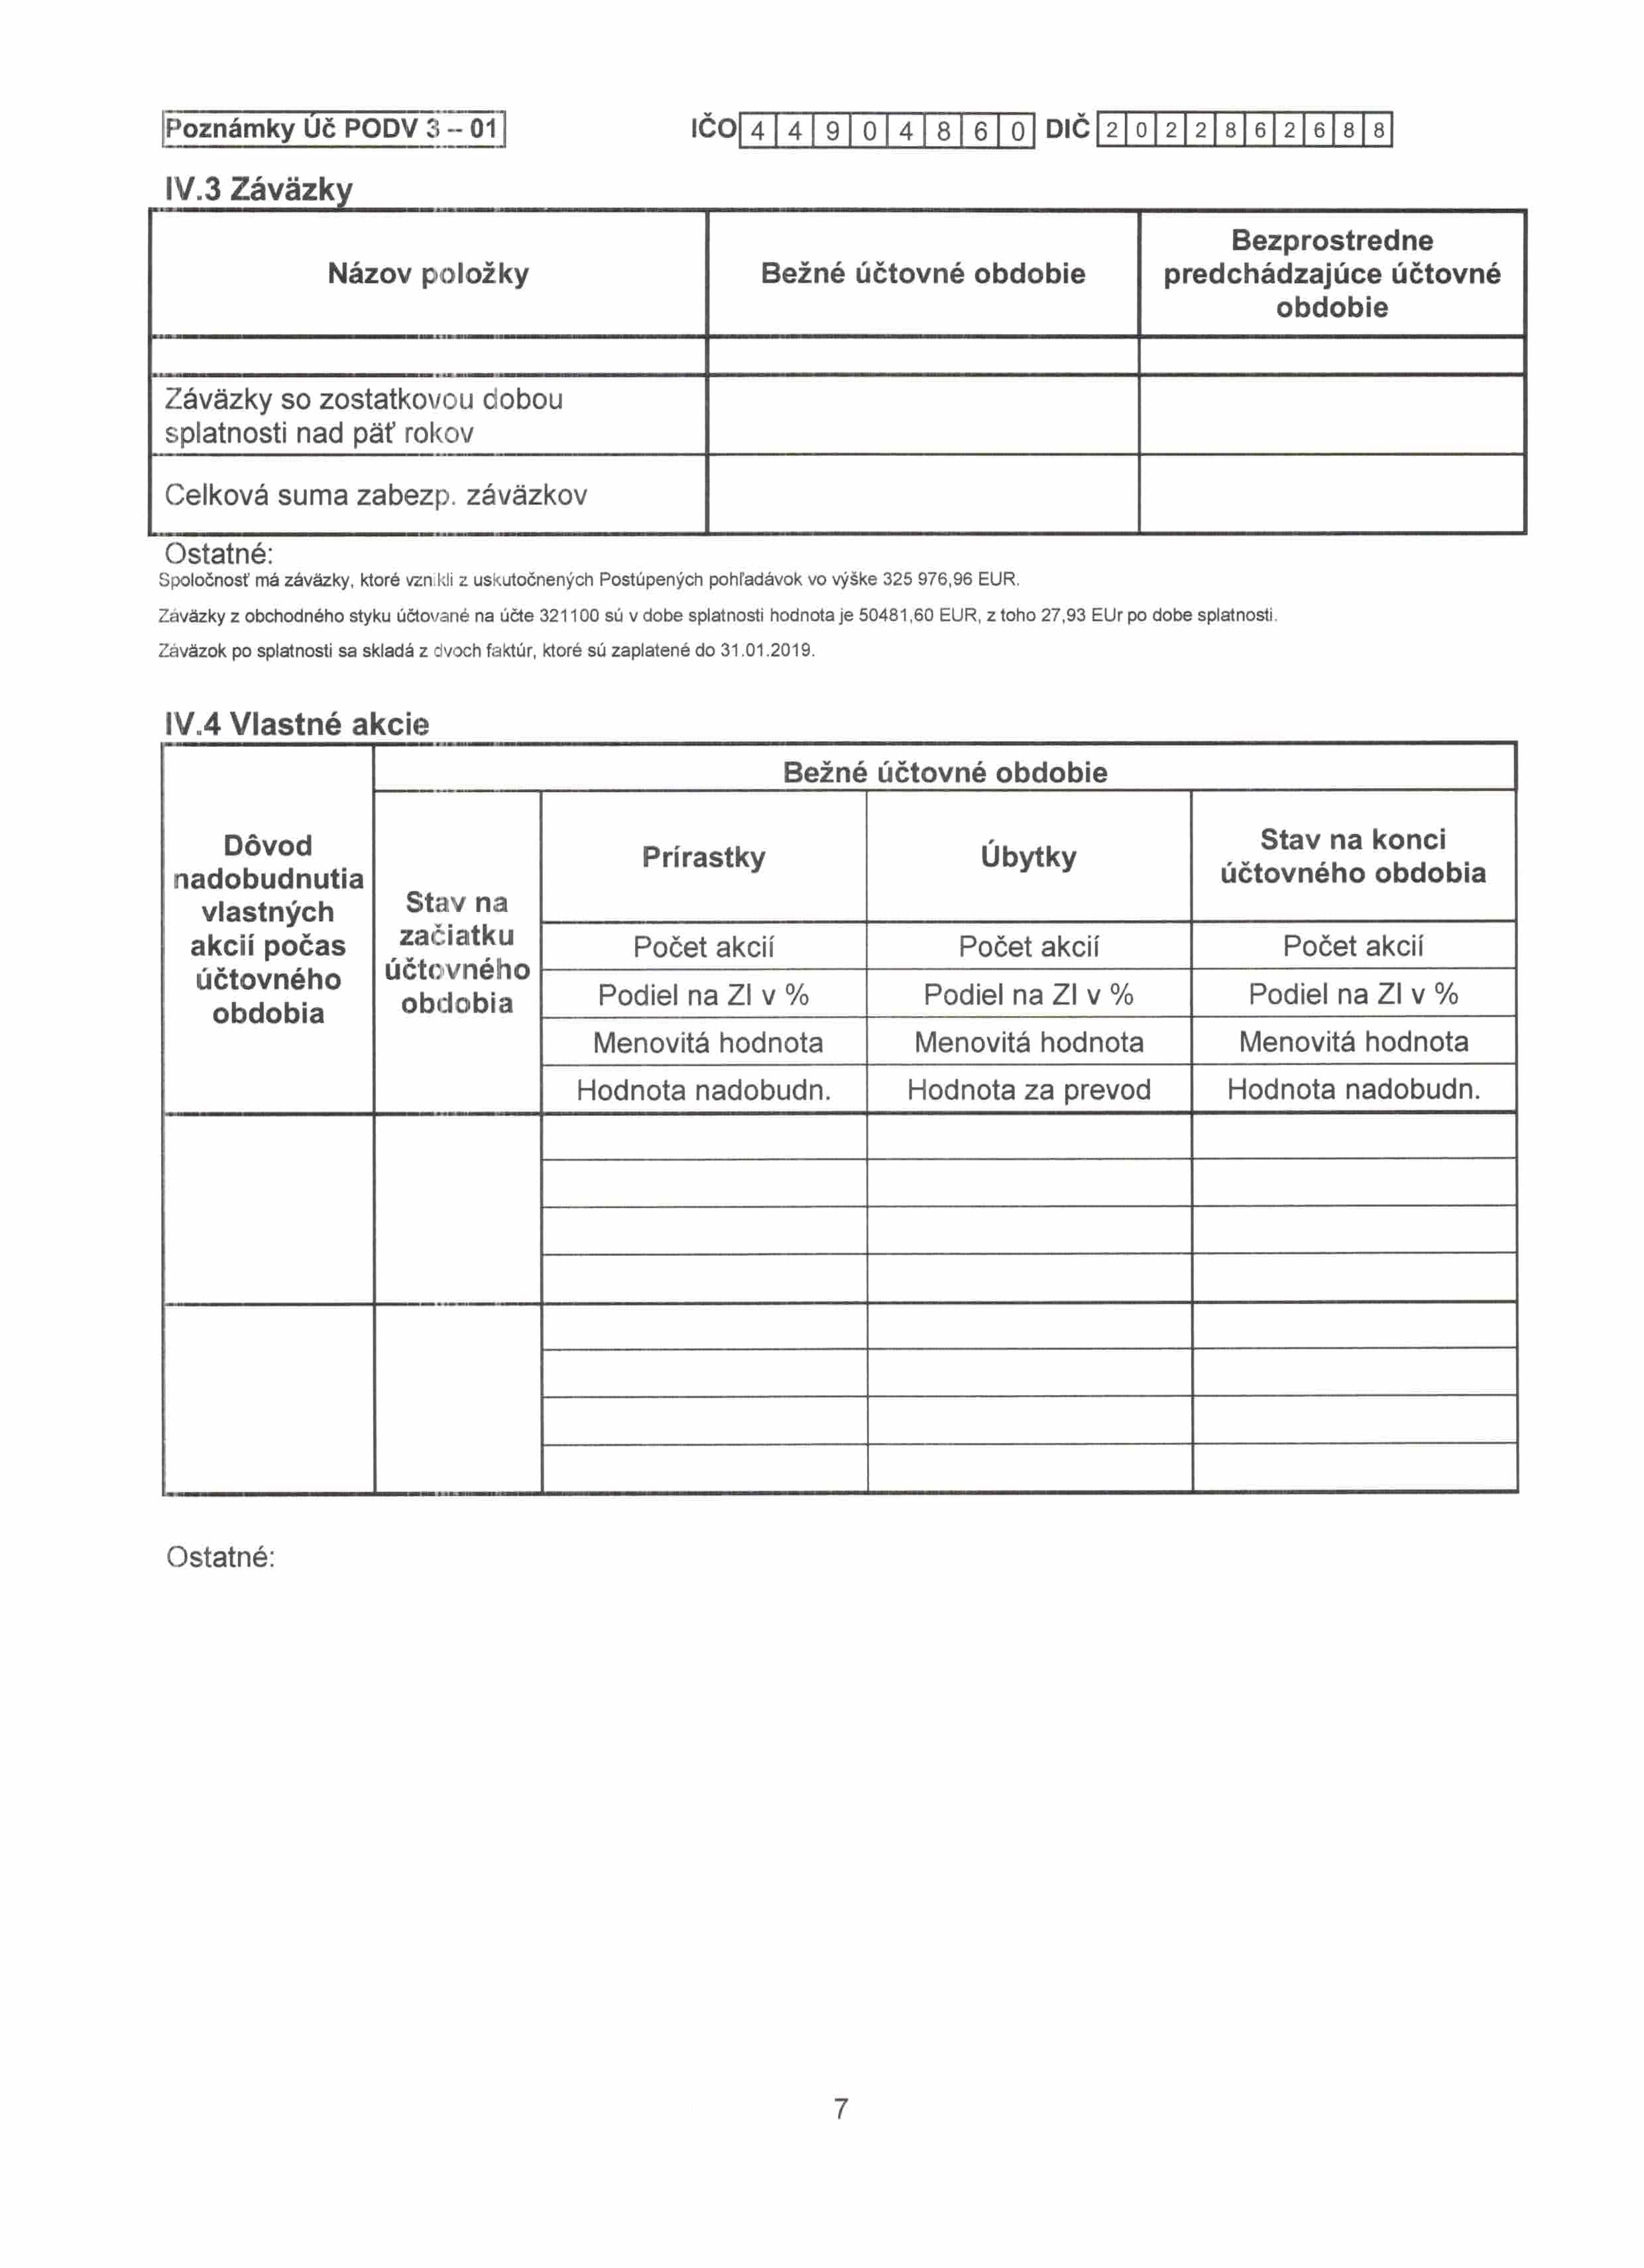 Poznámky Úč PODV 3 – 01 IČO 4 4 9 0 4 8 6 0 DIČ 2 0 2 2 8 6 2 6 8 8
IV.3 Záväzky
Názov položky Bežné účtovné obdobie Bezprostredne predchádzajúce účtovné obdobie
Záväzky so zostatkovou dobou
splatnosti nad päť rokov
Celková suma zabezp. záväzkov
Ostatné:
Spoločnosť má záväzky, ktoré vznikli z uskutočnených Postúpených pohľadávok vo výške 325 976,96 EUR.
Záväzky z obchodného styku účtované na účte 321100 sú v dobe splatnosti hodnota je 50481,60 EUR, z toho 27,93 EUr po dobe splatnosti.
Záväzok po splatnosti sa skladá z dvoch faktúr, ktoré sú zaplatené do 31.01.2019.
IV.4 Vlastné akcie
Bežné účtovné obdobie
Dôvod
nadobudnutia
vlastných
akcií počas
účtovného
obdobia
Stav na
začiatku
účtovného
obdobia
Prírastky Úbytky Stav na konci
účtovného obdobia
Počet akcií Počet akcií Počet akcií
Podiel na ZI v % Podiel na ZI v % Podiel na ZI v %
Menovitá hodnota Menovitá hodnota Menovitá hodnota
Hodnota nadobudn. Hodnota za prevod Hodnota nadobudn.
Ostatné:
7